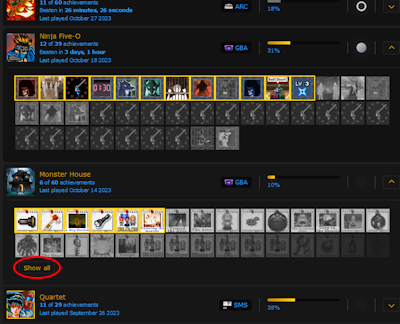 11 of 60 achievements
Beaten in 26 minutes, 26 seconds
Last played October 27 2023
ARC
18%
Ninja Five-O
12 of 39 achievements
Beaten in 3 days, 1 hour
Last played October 18 2023
GBA
31%
01:30
LV 3
Monster House
6 of 60 achievements
Last played October 14 2023
GBA
10%
Show all
Quartet
11 of 29 achievements
Last played September 26 2023
SMS
38%